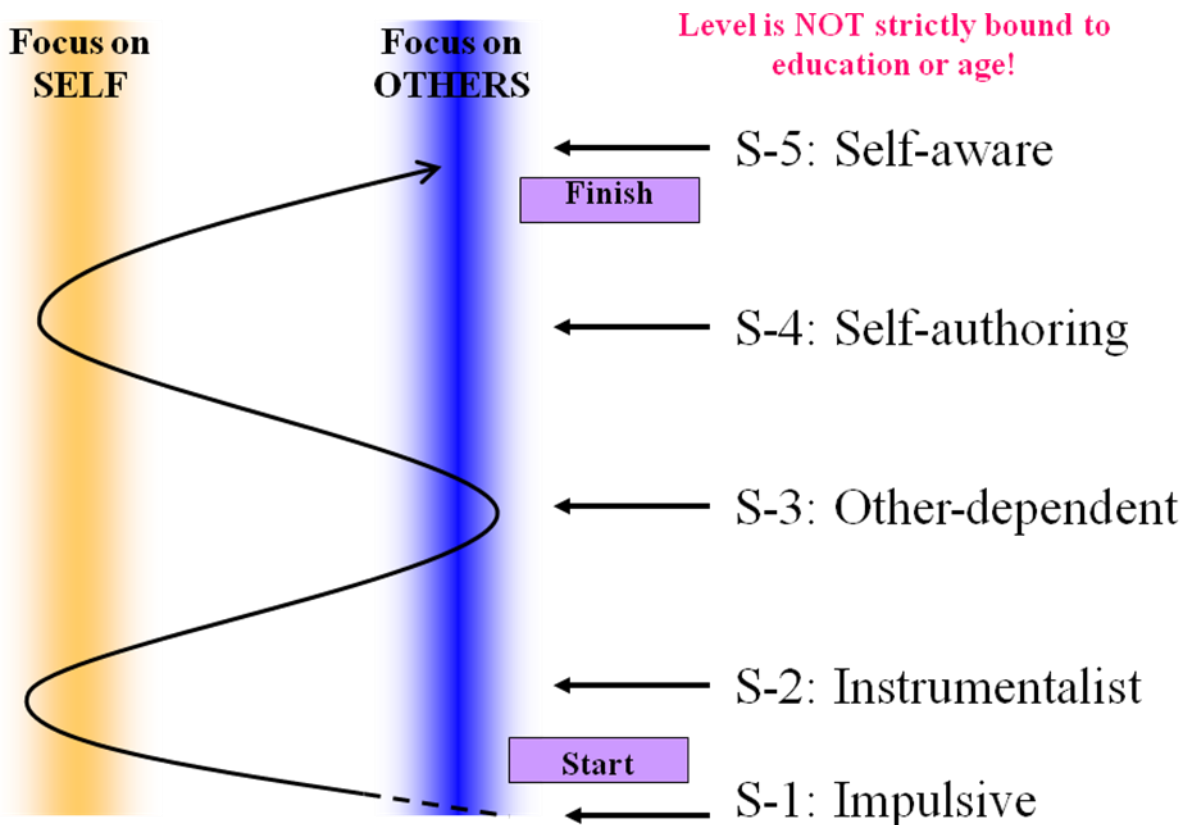 Focus on
SELF
Focus on
OTHERS
Level is NOT strictly bound to
education or age!
S-5: Self-aware
Finish
S-4: Self-authoring
S-3: Other-dependent
S-2: Instrumentalist
Start
S-1: Impulsive